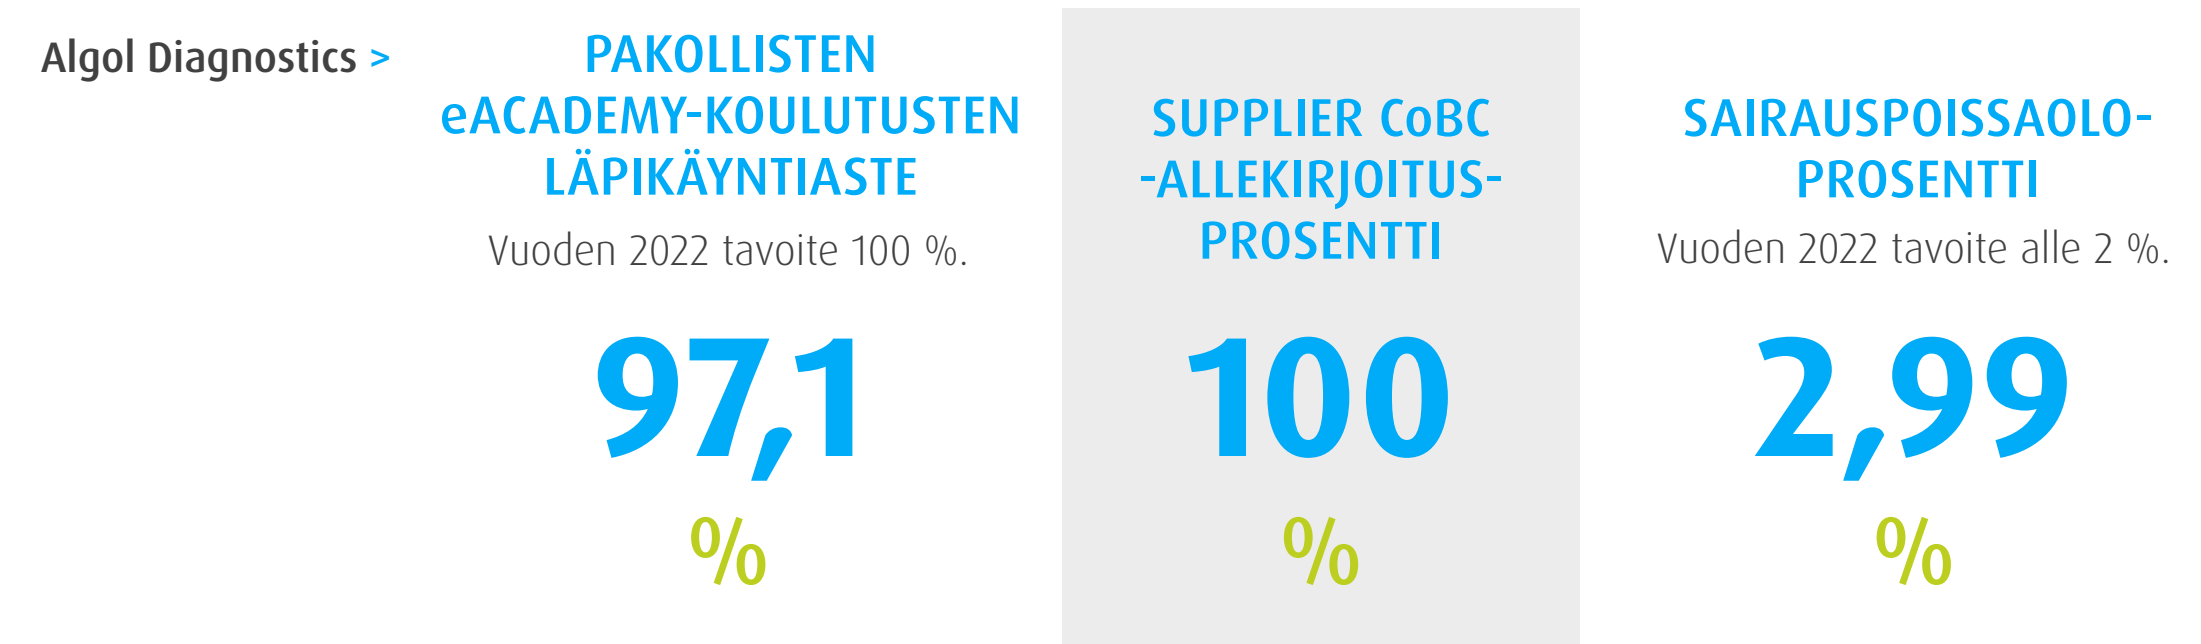 Algol Diagnostics >
PAKOLLISTEN
eACADEMY-KOULUTUSTEN
LÄPIKÄYNTIASTE
Vuoden 2022 tavoite 100 %.
97,1
%
SUPPLIER CoBC
-ALLEKIRJOITUS-
PROSENTTI
100
%
SAIRAUSPOISSAOLO-
PROSENTTI
Vuoden 2022 tavoite alle 2 %.
2,99
%